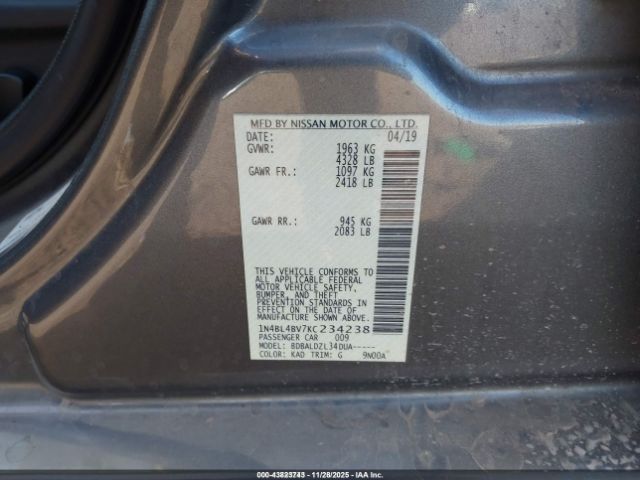 MFD BY NISSAN MOTOR CO., LTD.
DATE: 04/19
GVWR: 1963 KG
4328 LB
GAWR FR.: 1097 KG
2418 LB
GAWR RR.: 945 KG
2083 LB
THIS VEHICLE CONFORMS TO
ALL APPLICABLE FEDERAL
MOTOR VEHICLE SAFETY,
BUMPER, AND THEFT
PREVENTION STANDARDS
IN EFFECT ON THE DATE OF
MANUFACTURE SHOWN ABOVE.
1N4BL4BV7KC234238
PASSENGER CAR 009
MODEL: BDBALDZL34DUA-----
COLOR: KAD TRIM: G 9N00A
000-43823743 - 11/28/2025 - IAA Inc.